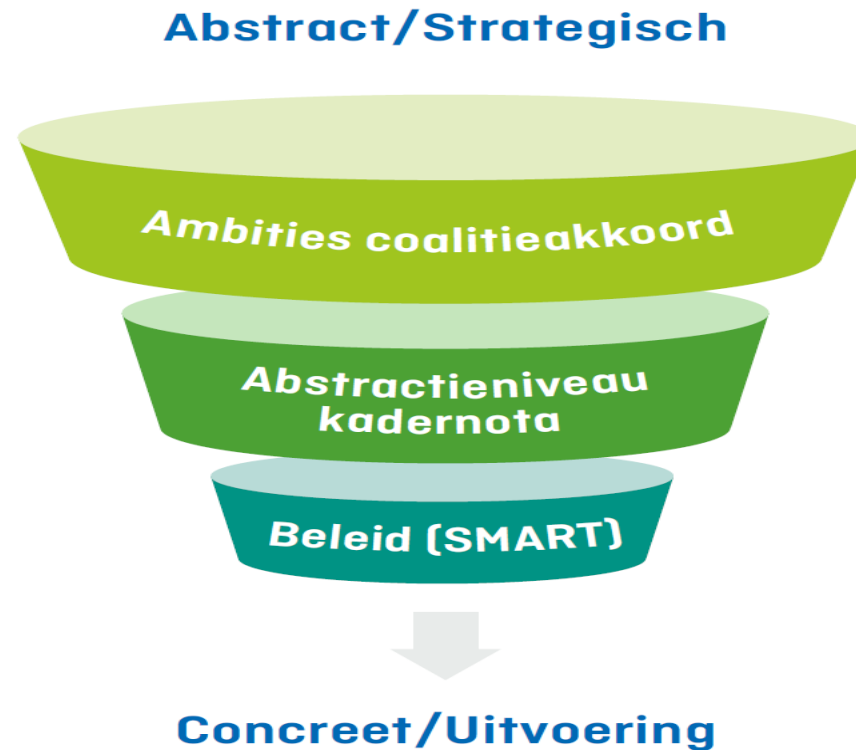 Abstract/Strategisch
Ambities coalitieakkoord
Abstractieniveau
kadernota
Beleid (SMART)
Concreet/Uitvoering